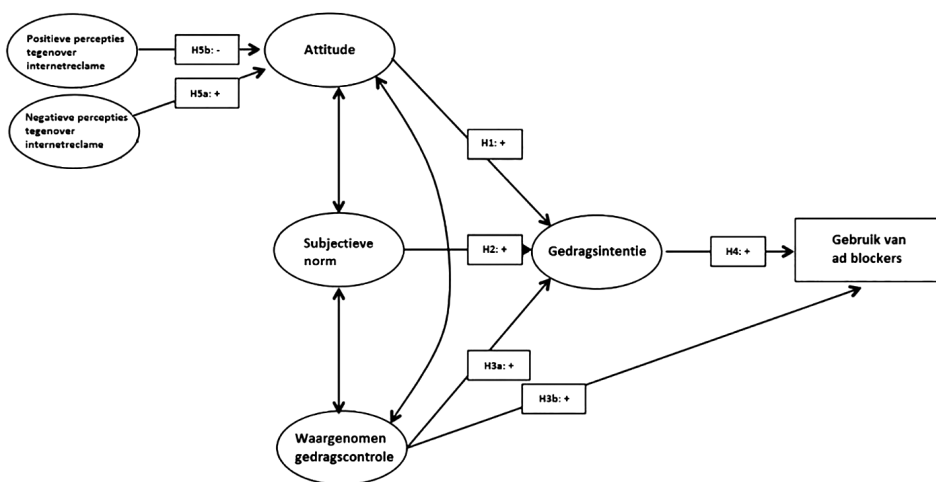 Positieve percepties
tegenover
internetreclame
H5b: -
Attitude
H5a: +
Negatieve percepties
tegenover
internetreclame
H1: +
Subjectieve
norm
H2: +
Gedragsintentie
H4: +
Gebruik van
ad blockers
H3a: +
H3b: +
Waargenomen
gedragscontrole